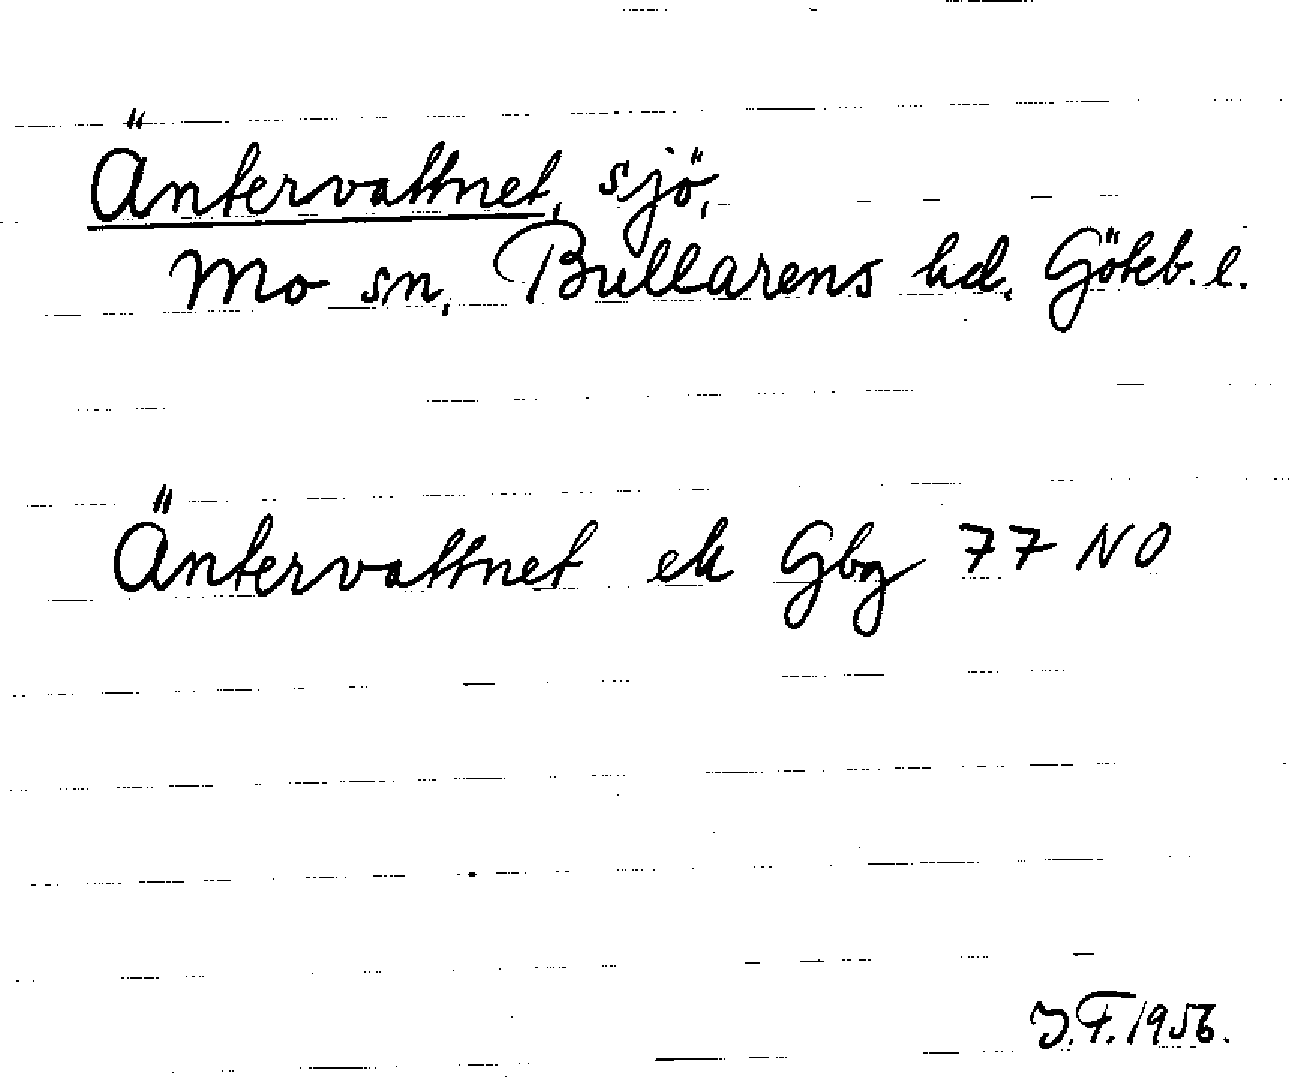 Äntervattnet, sjö,
Mo sn, Bullarens hd, Göteb. l.
Äntervattnet ek Gbg 77 NO
J.F. 1956.